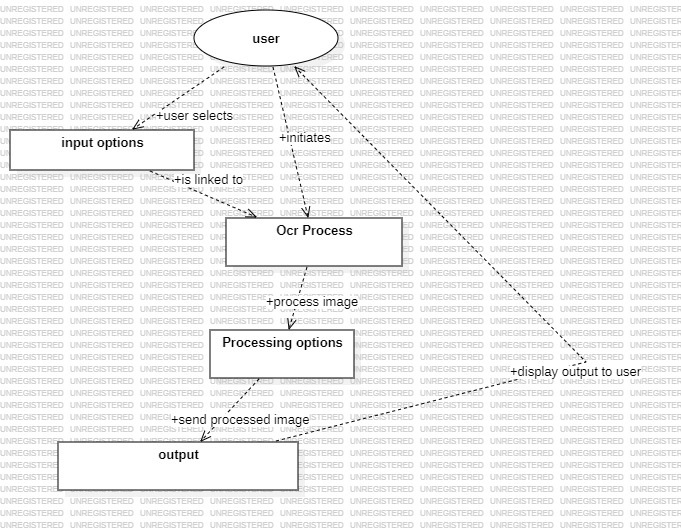 user
+user selects
+initiates
input options
+is linked to
Ocr Process
+process image
Processing options
+display output to user
+send processed image
output
UNREGISTERED